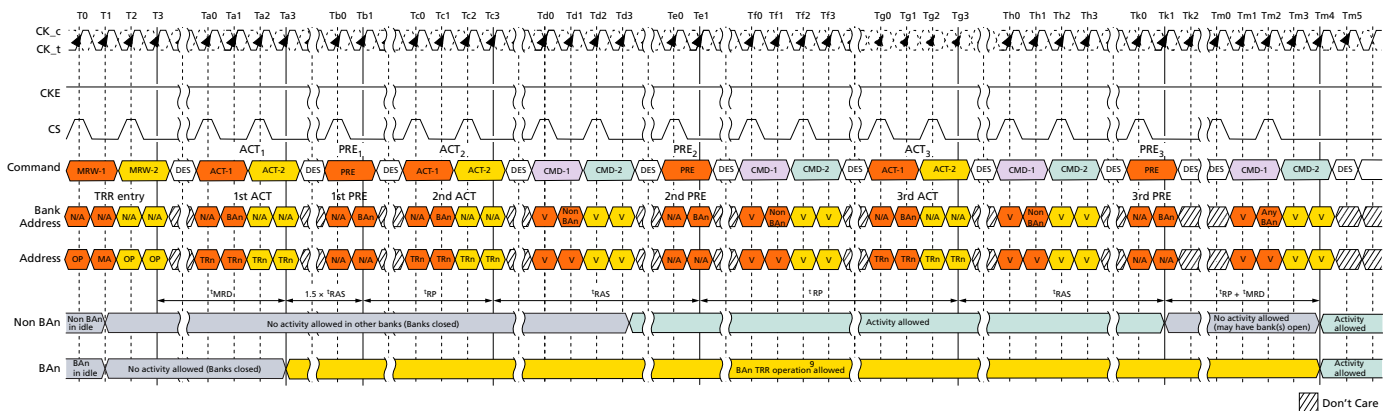 T0 T1 T2 T3 Ta0 Ta1 Ta2 Ta3 Tb0 Tb1 Tc0 Tc1 Tc2 Tc3 Td0 Td1 Td2 Td3 Te0 Te1 Tf0 Tf1 Tf2 Tf3 Tg0 Tg1 Tg2 Tg3 Th0 Th1 Th2 Th3 Tk0 Tk1 Tk2 Tm0 Tm1 Tm2 Tm3 Tm4 Tm5
CK_c
CK_t
CKE
CS
ACT1 PRE1 ACT2 PRE2 ACT3 PRE3
Command MRW-1 MRW-2 DES ACT-1 ACT-2 DES PRE DES ACT-1 ACT-2 DES CMD-1 CMD-2 DES PRE DES CMD-1 CMD-2 DES ACT-1 ACT-2 DES CMD-1 CMD-2 DES PRE DES DES CMD-1 CMD-2 DES
TRR entry 1st ACT 1st PRE 2nd ACT 2nd PRE 3rd ACT 3rd PRE
Bank Address N/A N/A N/A N/A N/A BAn N/A N/A N/A BAn N/A BAn N/A N/A V Non BAn V V N/A BAn V Non BAn V V N/A BAn N/A N/A V Non BAn V V N/A BAn V Any BAn V V
Address OP MA OP OP TRn TRn TRn TRn N/A N/A TRn TRn TRn TRn V V V V N/A N/A V V V V TRn TRn TRn TRn V V V V N/A N/A V V V V
tMRD 1.5 × tRAS tRP tRAS tRP tRAS tRP + tMRD
Non BAn Non BAn in idle No activity allowed in other banks (Banks closed) Activity allowed No activity allowed (may have bank(s) open) Activity allowed
BAn BAn in idle No activity allowed (Banks closed) BAn TRR operation allowed 9 Activity allowed
Don't Care